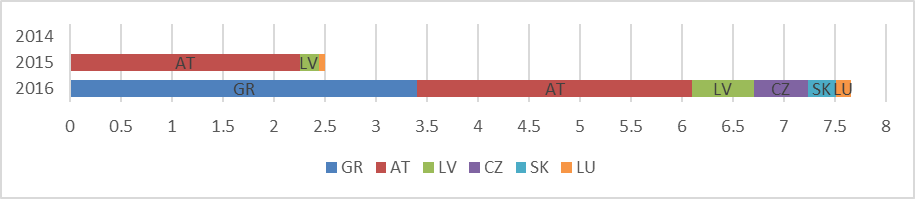 2014
2015 AT LV
2016 GR AT LV CZ SK LU
0 0.5 1 1.5 2 2.5 3 3.5 4 4.5 5 5.5 6 6.5 7 7.5 8
GR AT LV CZ SK LU